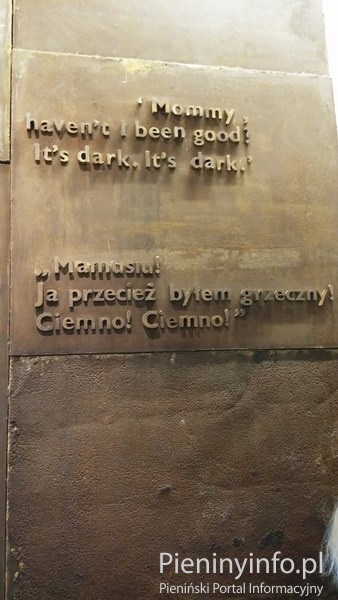 ‘Mommy,
haven't I been good?
It's dark. It's dark.’
„Mamusiu!
Ja przecież byłem grzeczny!
Ciemno! Ciemno!”
Pieninyinfo.pl
Pieniński Portal Informacyjny